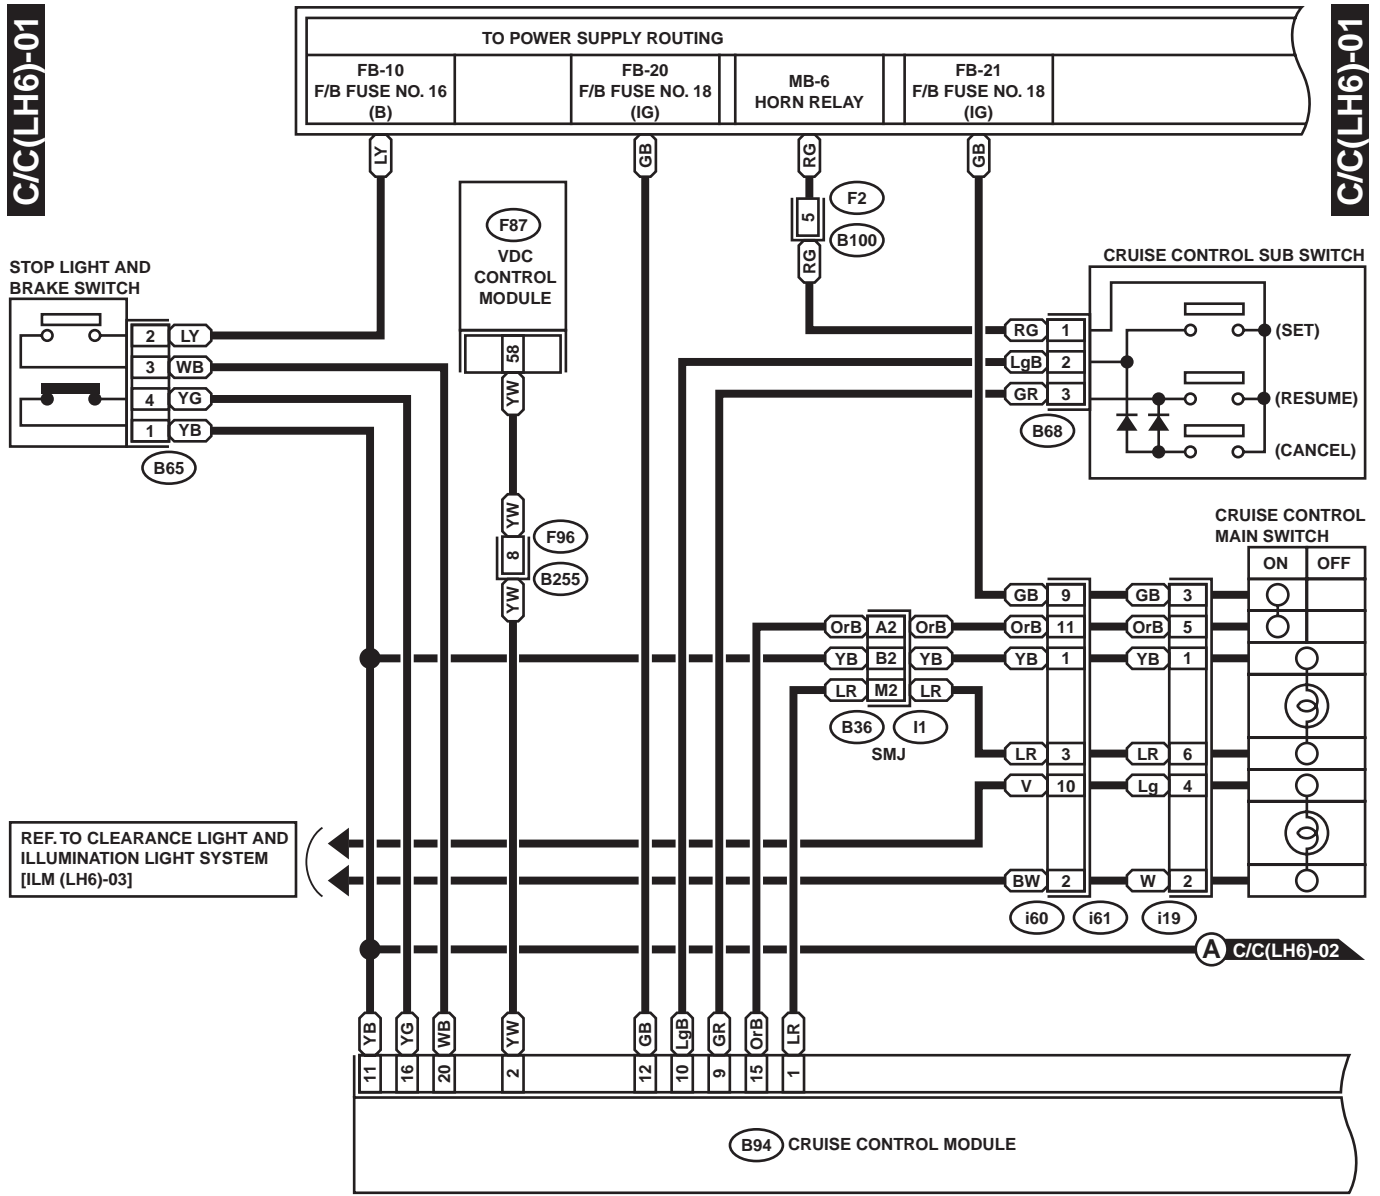 C/C(LH6)-01
C/C(LH6)-01
TO POWER SUPPLY ROUTING
FB-10
F/B FUSE NO. 16
(B)
FB-20
F/B FUSE NO. 18
(IG)
MB-6
HORN RELAY
FB-21
F/B FUSE NO. 18
(IG)
LY
GB
RG
GB
5
F2
B100
RG
F87
VDC
CONTROL
MODULE
58
YW
YW
8
F96
B255
YW
STOP LIGHT AND
BRAKE SWITCH
2 LY
3 WB
4 YG
1 YB
B65
CRUISE CONTROL SUB SWITCH
RG 1
LgB 2
GR 3
B68
(SET)
(RESUME)
(CANCEL)
CRUISE CONTROL
MAIN SWITCH
ON OFF
GB 9 GB 3
OrB A2 OrB OrB 11 OrB 5
YB B2 YB YB 1 YB 1
LR M2 LR
B36 I1
SMJ
LR 3 LR 6
V 10 Lg 4
BW 2 W 2
i60 i61 i19
REF. TO CLEARANCE LIGHT AND
ILLUMINATION LIGHT SYSTEM
[ILM (LH6)-03]
A C/C(LH6)-02
YB YG WB YW GB LgB GR OrB LR
11 16 20 2 12 10 9 15 1
B94 CRUISE CONTROL MODULE